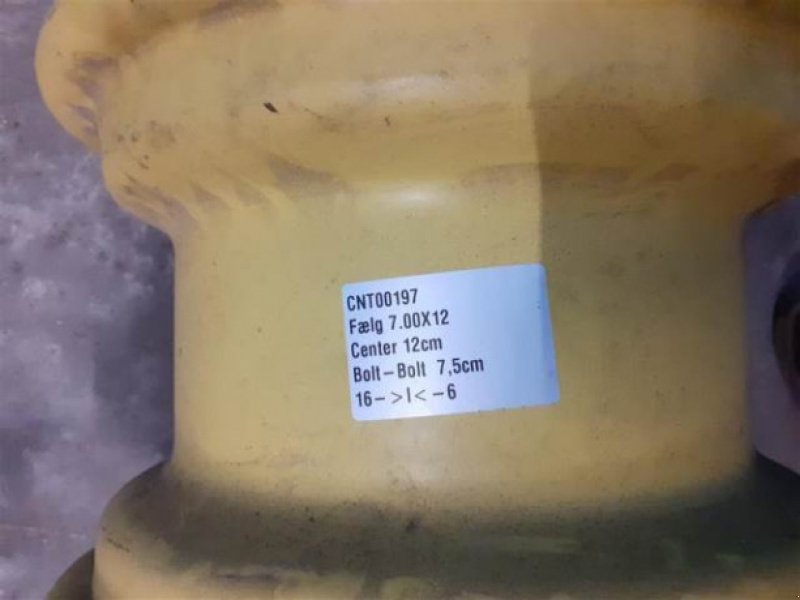 CNT00197
Fælg 7.00X12
Center 12cm
Bolt-Bolt 7,5cm
16->I<-6